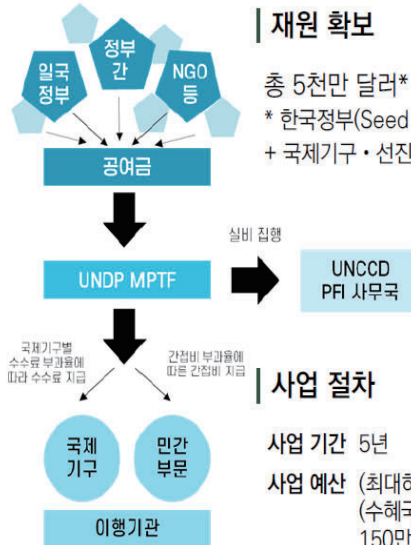 일국
정부
정부
간
NGO
등
공여금
UNDP MPTF
실비 집행
UNCCD
PFI 사무국
국제기구별
수수료 부과율에
따라 수수료 지급
간접비 부과율에
따른 간접비 지급
국제
기구
민간
부문
이행기관
재원 확보
총 5천만 달러*
* 한국정부(Seed
+ 국제기구・선진
사업 절차
사업 기간 5년
사업 예산 (최대
(수혜국
150만